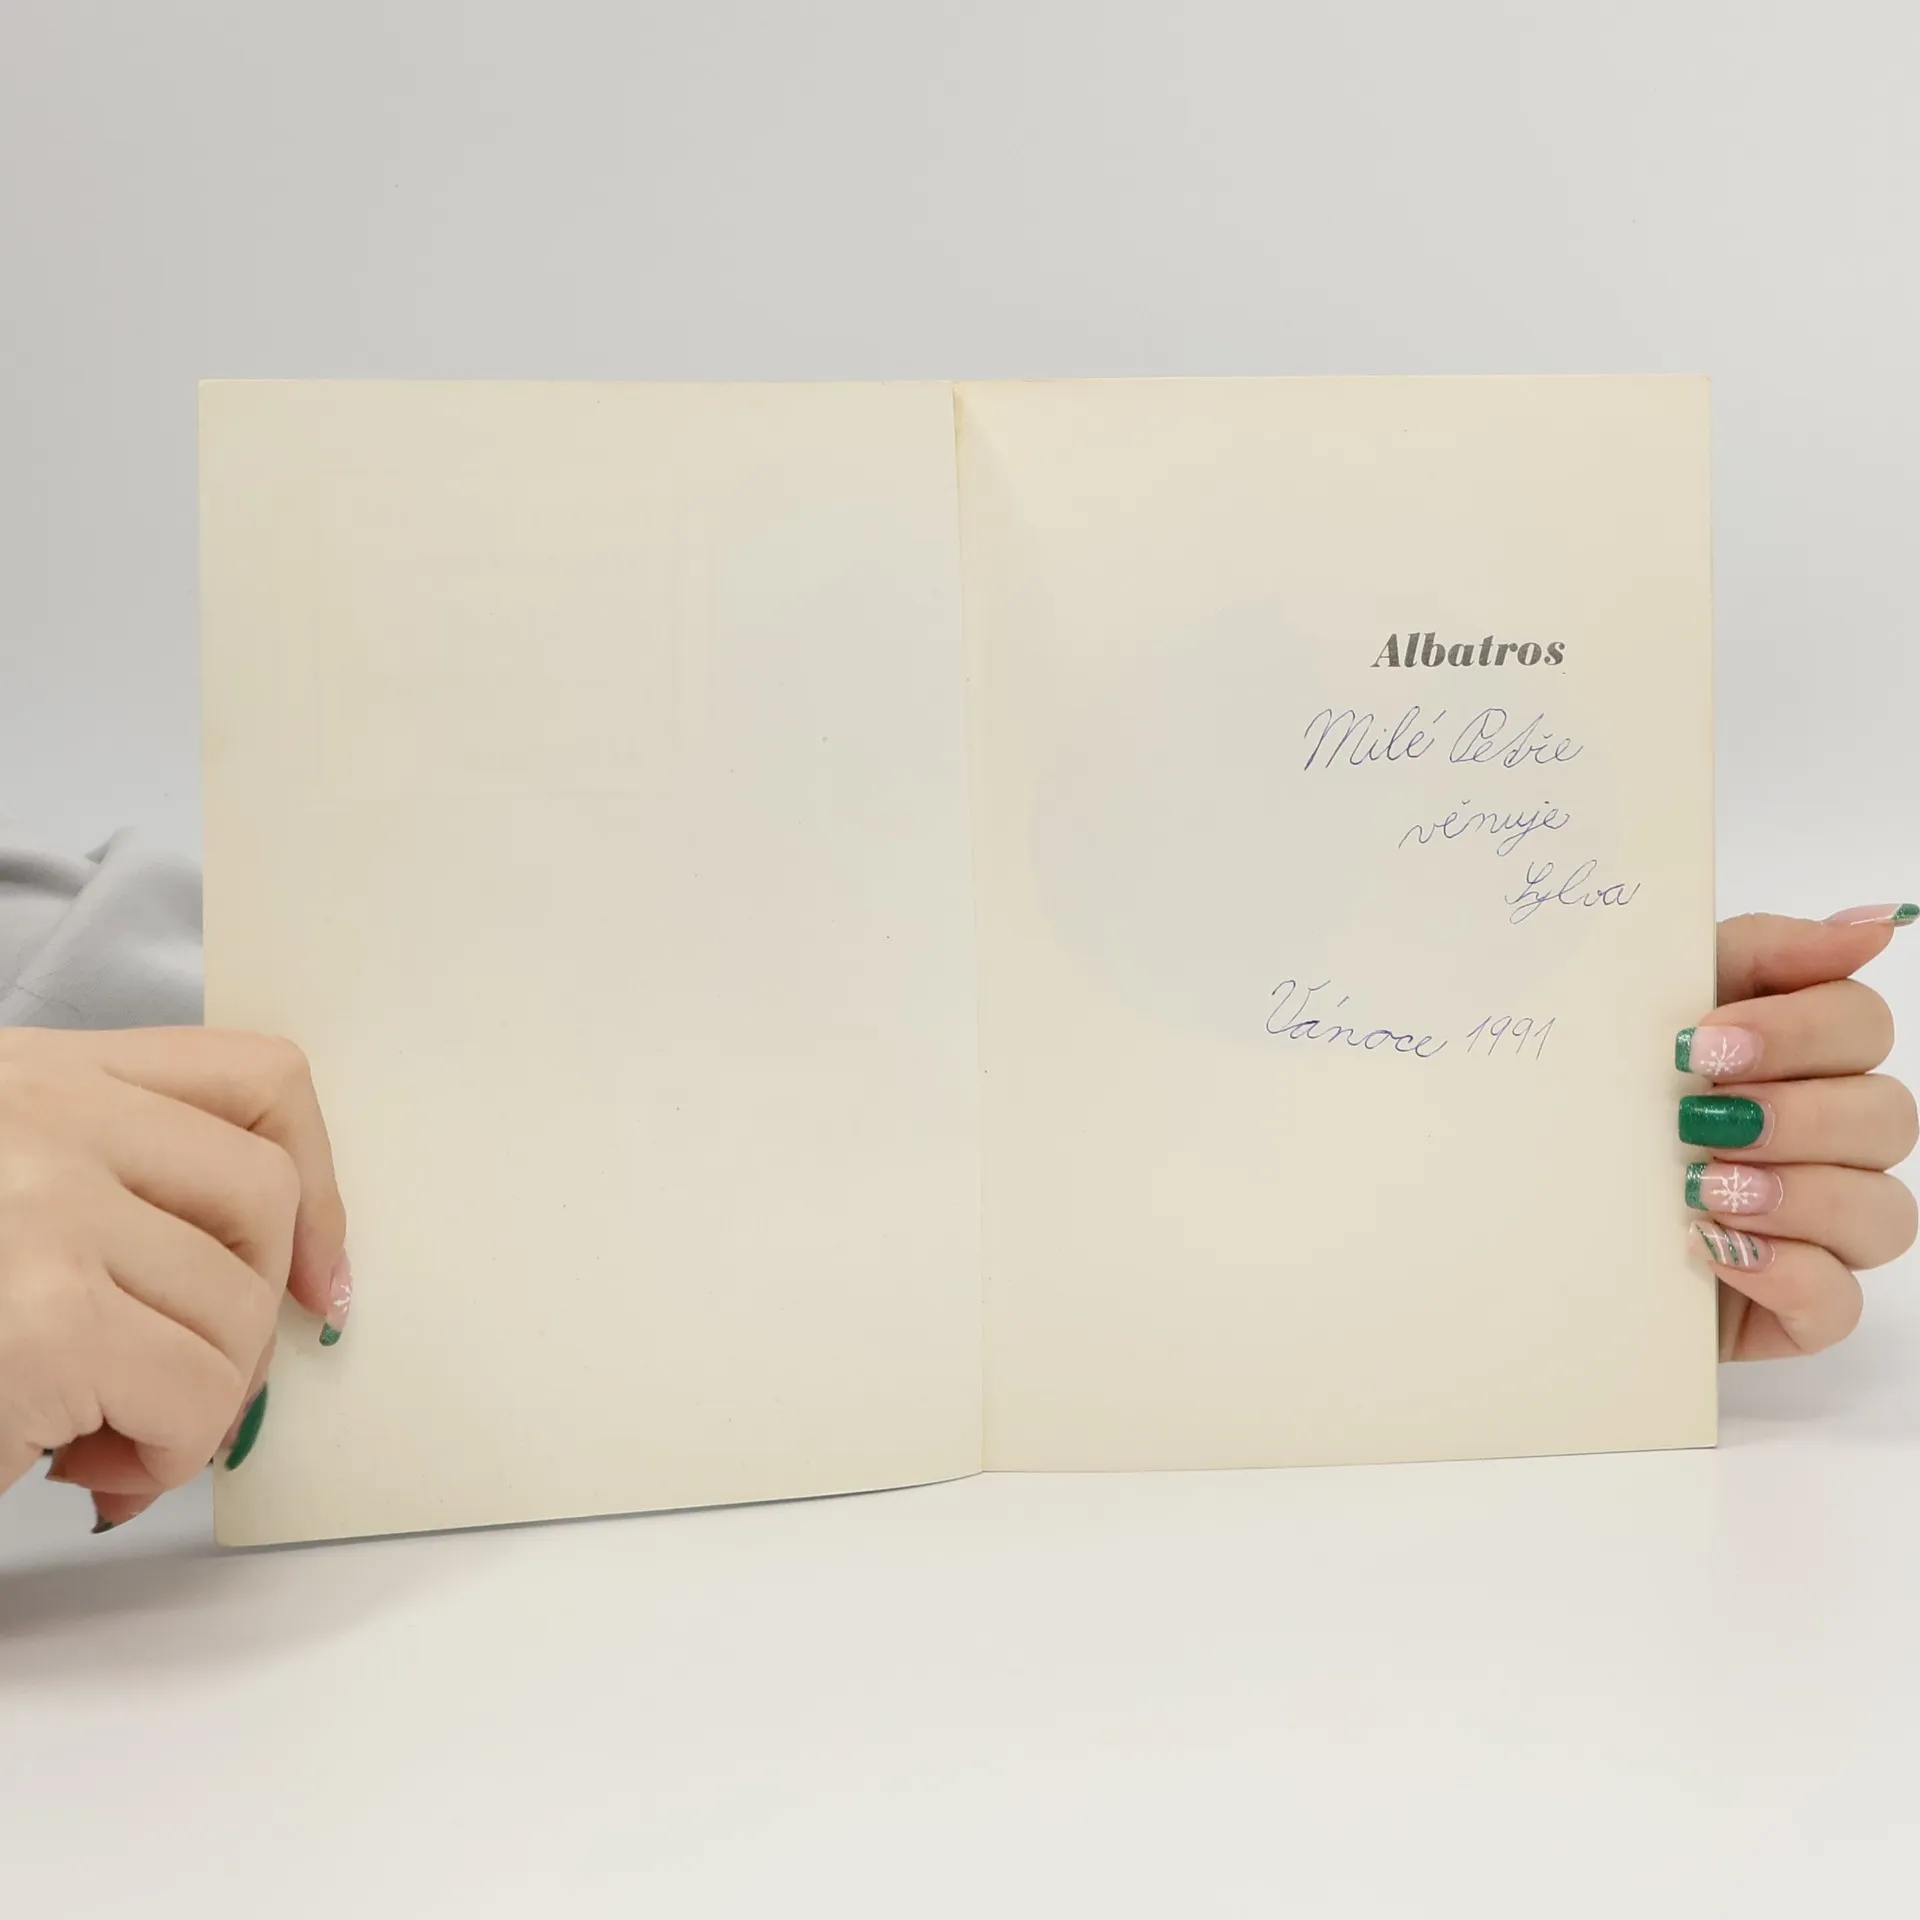 Albatros
Milé Petře
věnuje
Sylva
Vánoce 1991